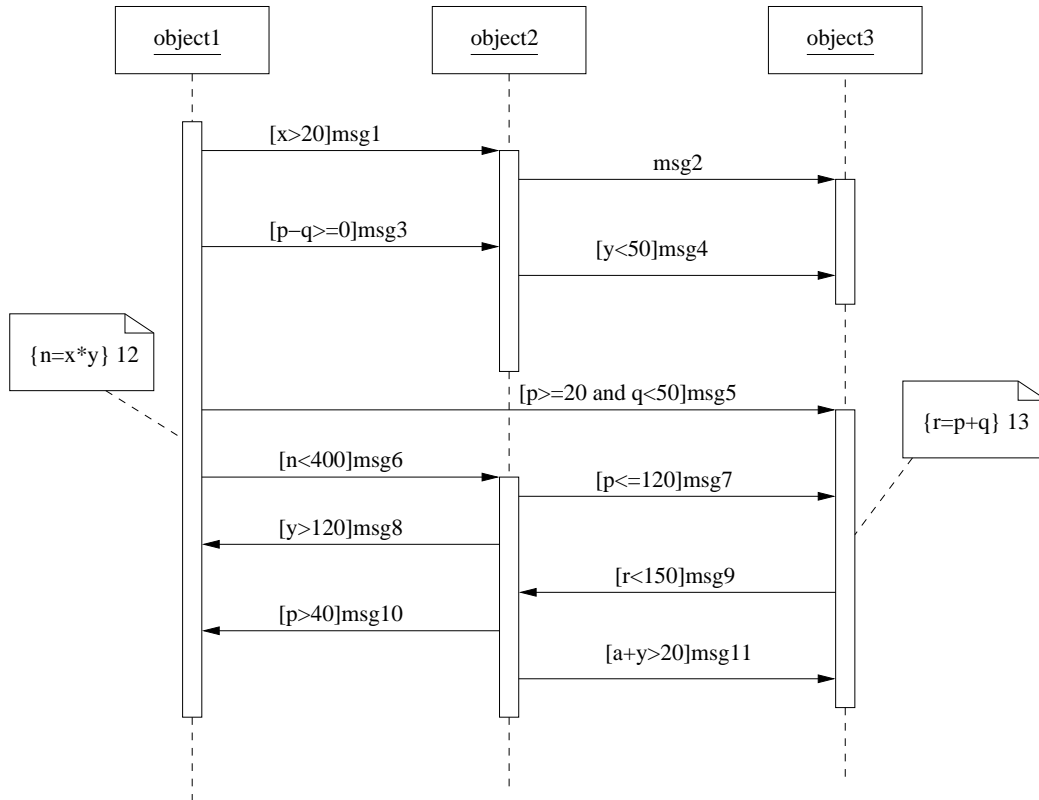 object1
object2
object3
[x>20]msg1
msg2
[p−q>=0]msg3
[y<50]msg4
{n=x*y} 12
[p>=20 and q<50]msg5
{r=p+q} 13
[n<400]msg6
[p<=120]msg7
[y>120]msg8
[r<150]msg9
[p>40]msg10
[a+y>20]msg11